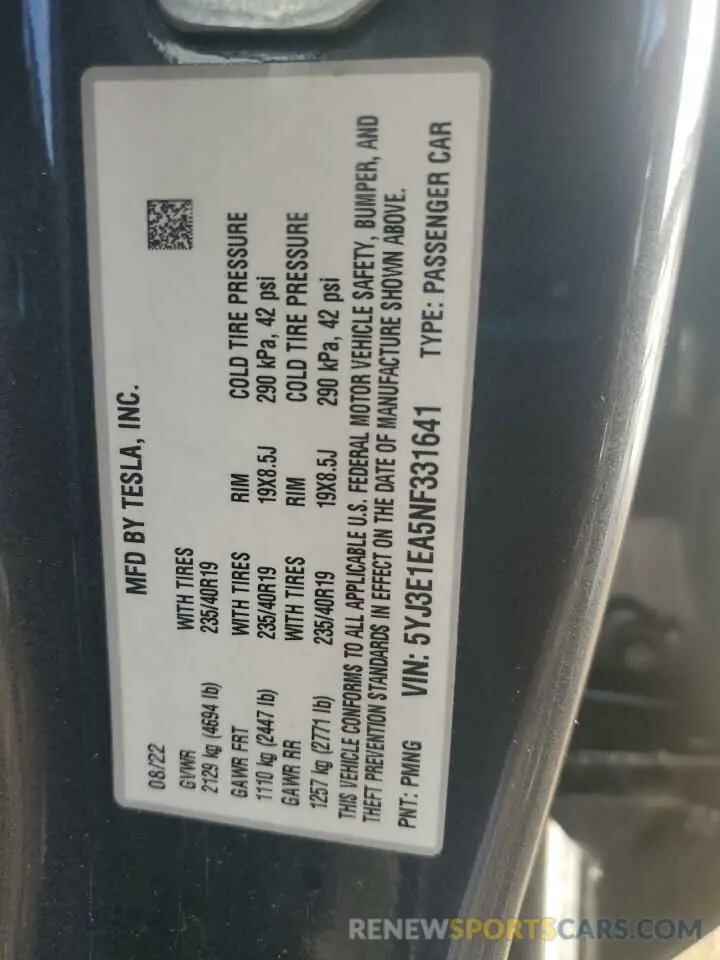 MFD BY TESLA, INC.
08/22
GVWR WITH TIRES
2129 kg (4694 lb) 235/40R19
GAWR FRT WITH TIRES RIM COLD TIRE PRESSURE
1110 kg (2447 lb) 235/40R19 19X8.5J 290 kPa, 42 psi
GAWR RR WITH TIRES RIM COLD TIRE PRESSURE
1257 kg (2771 lb) 235/40R19 19X8.5J 290 kPa, 42 psi
THIS VEHICLE CONFORMS TO ALL APPLICABLE U.S. FEDERAL MOTOR VEHICLE SAFETY, BUMPER, AND
THEFT PREVENTION STANDARDS IN EFFECT ON THE DATE OF MANUFACTURE SHOWN ABOVE.
PNT: PMNG VIN: 5YJ3E1EA5NF331641 TYPE: PASSENGER CAR
RENEWSPORTSCARS.COM